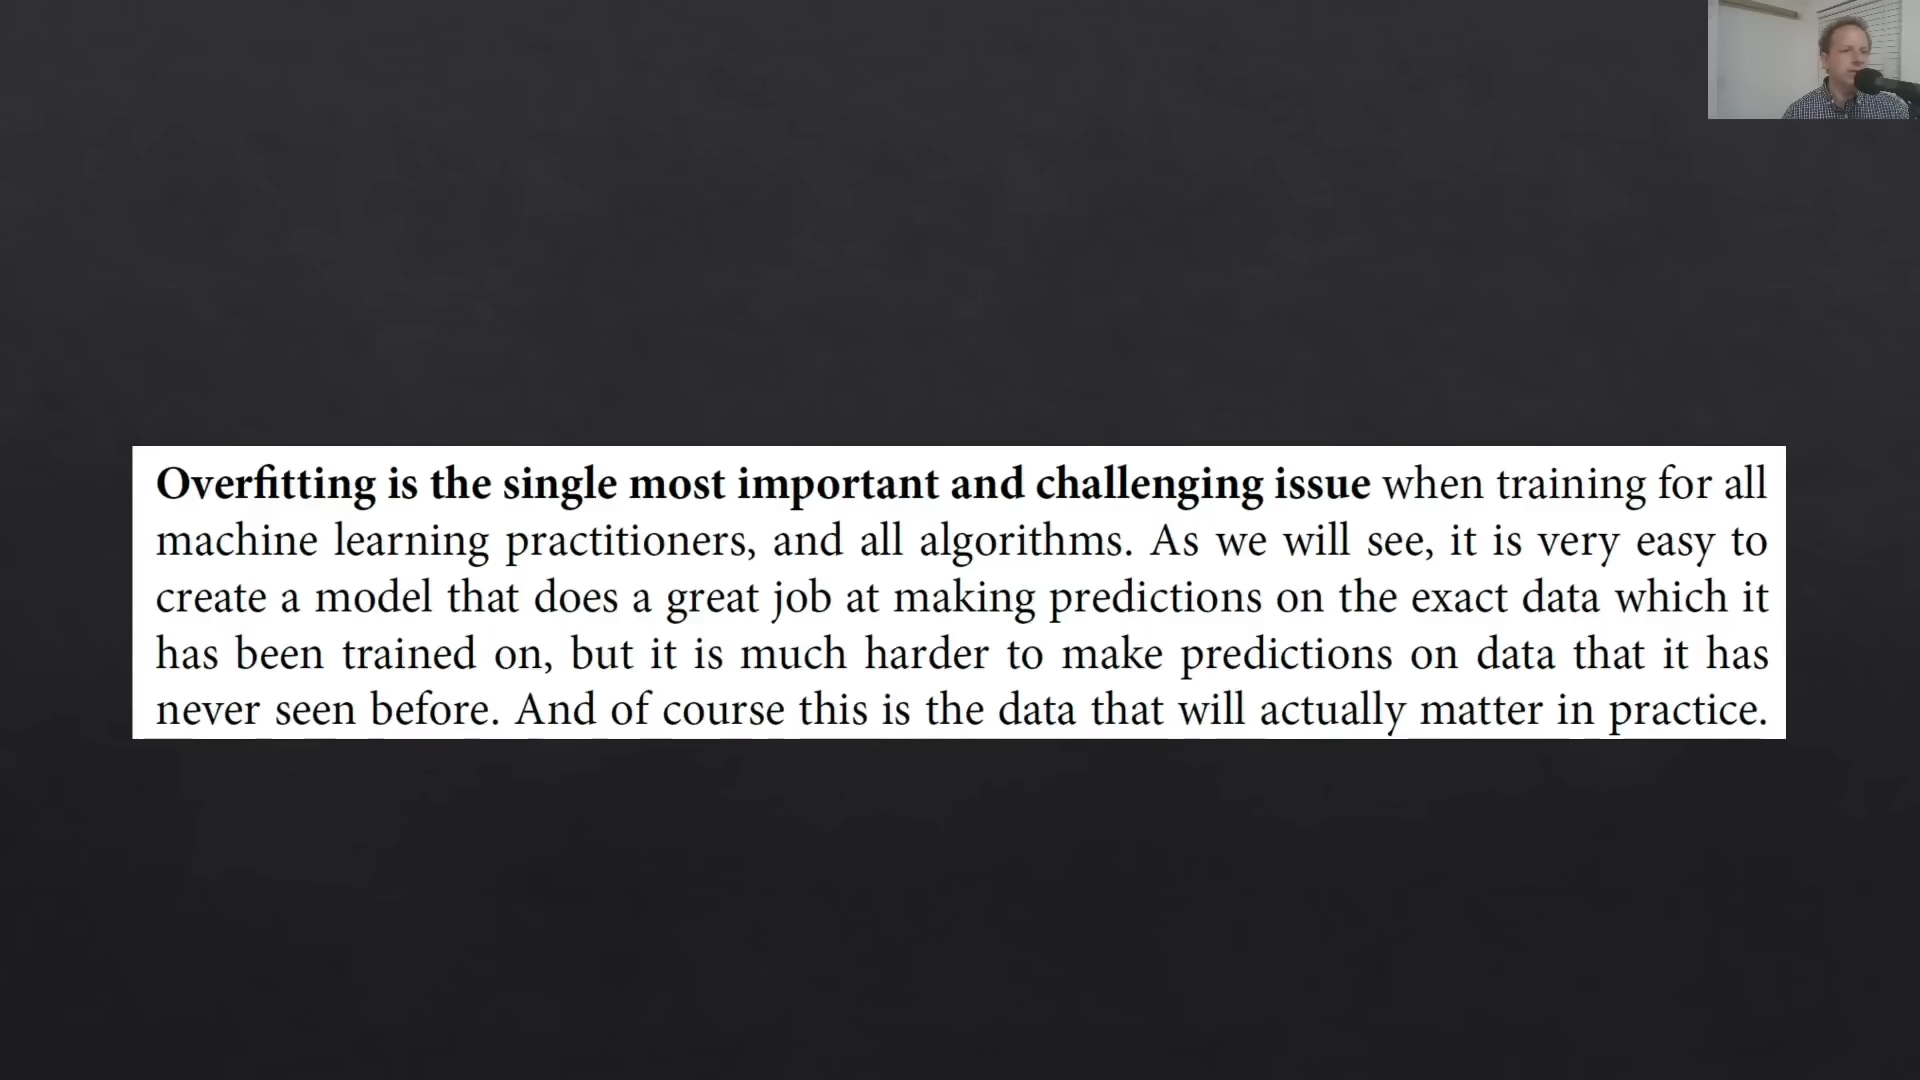 Overfitting is the single most important and challenging issue when training for all
machine learning practitioners, and all algorithms. As we will see, it is very easy to
create a model that does a great job at making predictions on the exact data which it
has been trained on, but it is much harder to make predictions on data that it has
never seen before. And of course this is the data that will actually matter in practice.